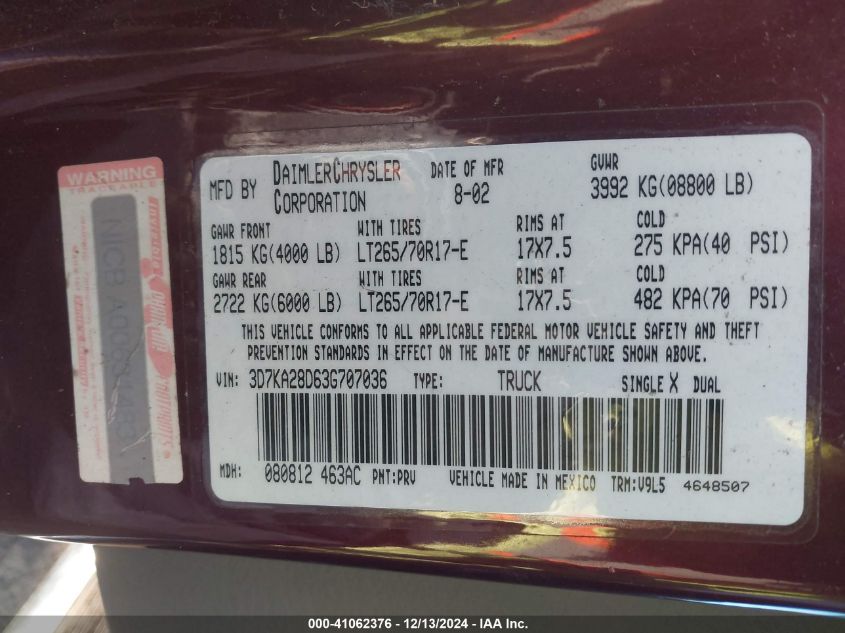 MFD BY DAIMLERCHRYSLER CORPORATION DATE OF MFR 8-02 GVWR 3992 KG(08800 LB)
GAWR FRONT WITH TIRES RIMS AT COLD
1815 KG(4000 LB) LT265/70R17-E 17X7.5 275 KPA(40 PSI)
GAWR REAR WITH TIRES RIMS AT COLD
2722 KG(6000 LB) LT265/70R17-E 17X7.5 482 KPA(70 PSI)
THIS VEHICLE CONFORMS TO ALL APPLICABLE FEDERAL MOTOR VEHICLE SAFETY AND THEFT
PREVENTION STANDARDS IN EFFECT ON THE DATE OF MANUFACTURE SHOWN ABOVE.
VIN: 3D7KA28D63G707036 TYPE: TRUCK SINGLE X DUAL
MDH: 080812 463AC PNT:PRV VEHICLE MADE IN MEXICO TRM:V9L5 4648507
WARNING
TRACEABLE
NICB
000-41062376 - 12/13/2024 - IAA Inc.